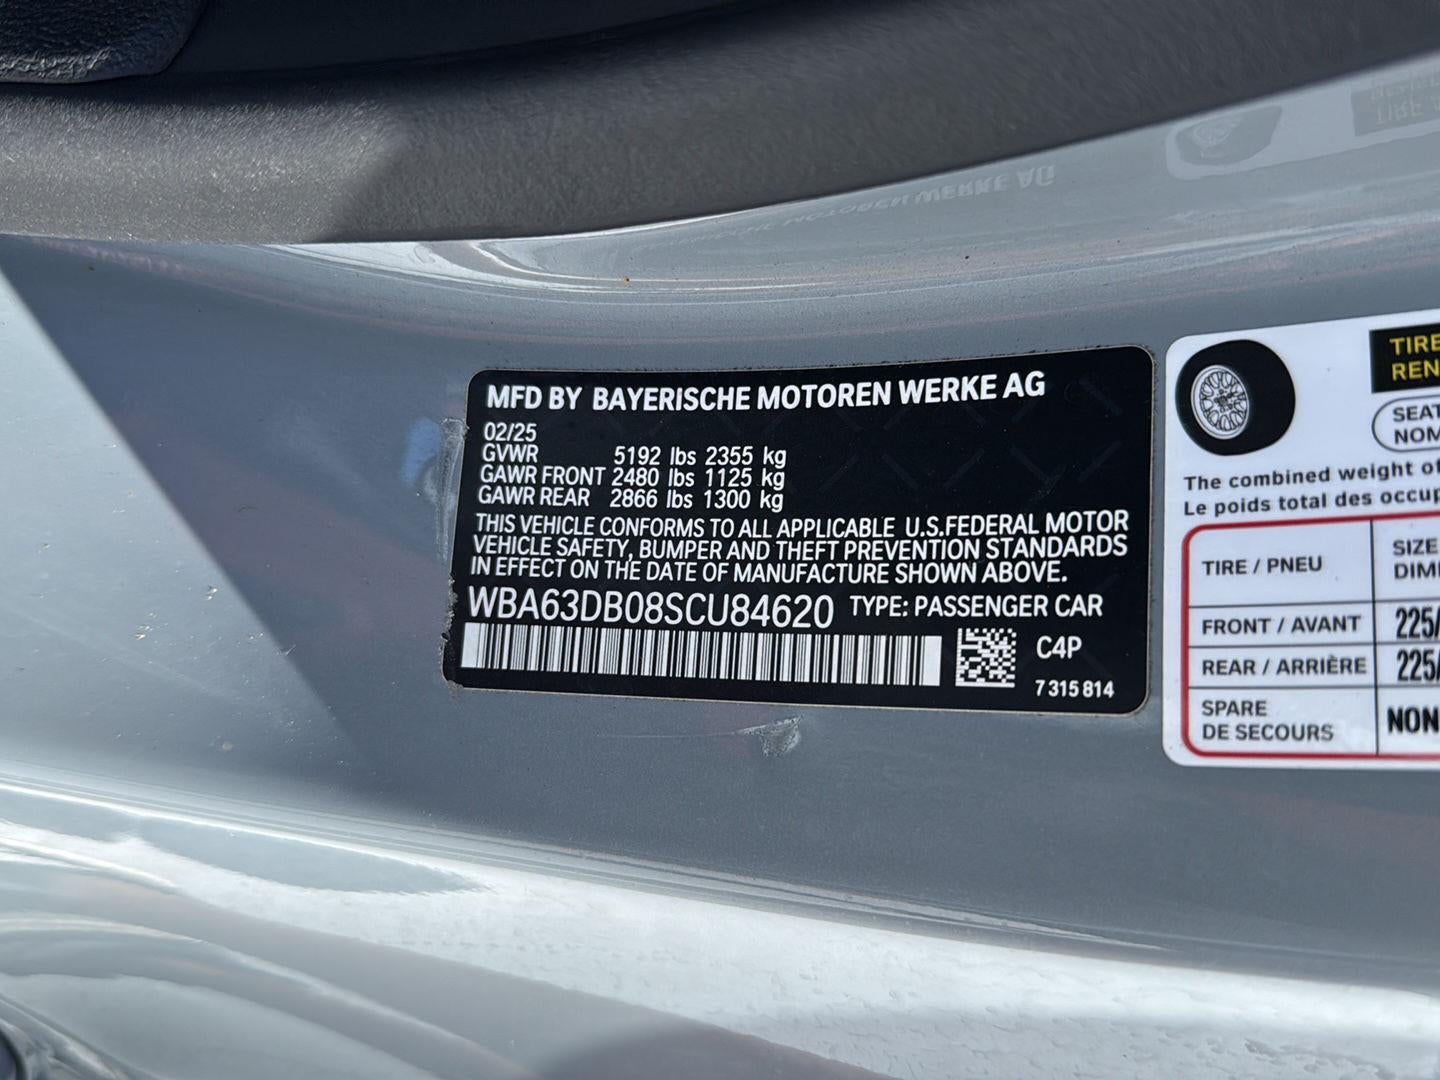 MFD BY BAYERISCHE MOTOREN WERKE AG
02/25
GVWR 5192 lbs 2355 kg
GAWR FRONT 2480 lbs 1125 kg
GAWR REAR 2866 lbs 1300 kg
THIS VEHICLE CONFORMS TO ALL APPLICABLE U.S.FEDERAL MOTOR
VEHICLE SAFETY, BUMPER AND THEFT PREVENTION STANDARDS
IN EFFECT ON THE DATE OF MANUFACTURE SHOWN ABOVE.
WBA63DB08SCU84620 TYPE: PASSENGER CAR
C4P
7 315 814
TIRE
REN
SEAT
NOM
The combined weight of
Le poids total des occup
TIRE / PNEU
SIZE
DIM
FRONT / AVANT 225/
REAR / ARRIÈRE 225/
SPARE
DE SECOURS
NON